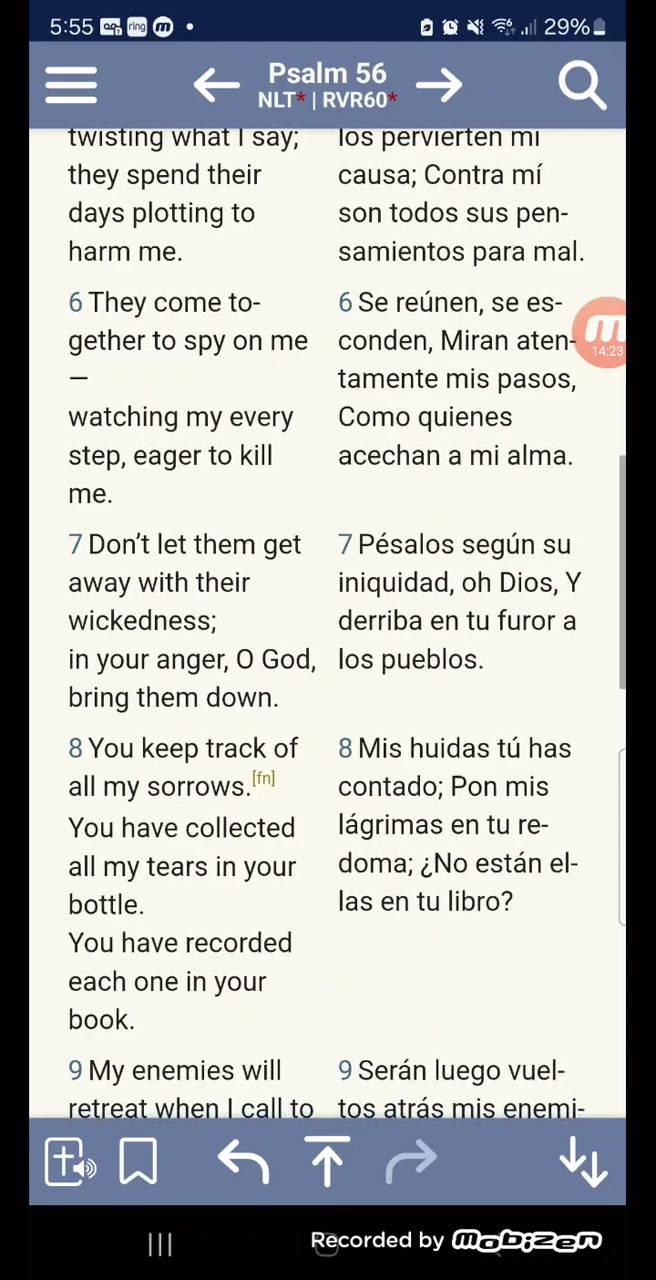 5:55 ring m 29%
Psalm 56
NLT* | RVR60*
twisting what I say;
they spend their
days plotting to
harm me.
6 They come to-
gether to spy on me
—
watching my every
step, eager to kill
me.
7 Don't let them get
away with their
wickedness;
in your anger, O God,
bring them down.
8 You keep track of
all my sorrows.[fn]
You have collected
all my tears in your
bottle.
You have recorded
each one in your
book.
9 My enemies will
retreat when I call to
los pervierten mi
causa; Contra mí
son todos sus pen-
samientos para mal.
6 Se reúnen, se es-
conden, Miran aten-
tamente mis pasos,
Como quienes
acechan a mi alma.
7 Pésalos según su
iniquidad, oh Dios, Y
derriba en tu furor a
los pueblos.
8 Mis huidas tú has
contado; Pon mis
lágrimas en tu re-
doma; ¿No están el-
las en tu libro?
9 Serán luego vuel-
tos atrás mis enemi-
m
14:23
Recorded by mobizen